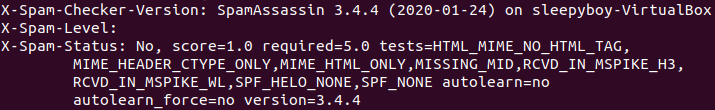 X-Spam-Checker-Version: SpamAssassin 3.4.4 (2020-01-24) on sleepyboy-VirtualBox
X-Spam-Level:
X-Spam-Status: No, score=1.0 required=5.0 tests=HTML_MIME_NO_HTML_TAG,
MIME_HEADER_CTYPE_ONLY,MIME_HTML_ONLY,MISSING_MID,RCVD_IN_MSPIKE_H3,
RCVD_IN_MSPIKE_WL,SPF_HELO_NONE,SPF_NONE autolearn=no
autolearn_force=no version=3.4.4